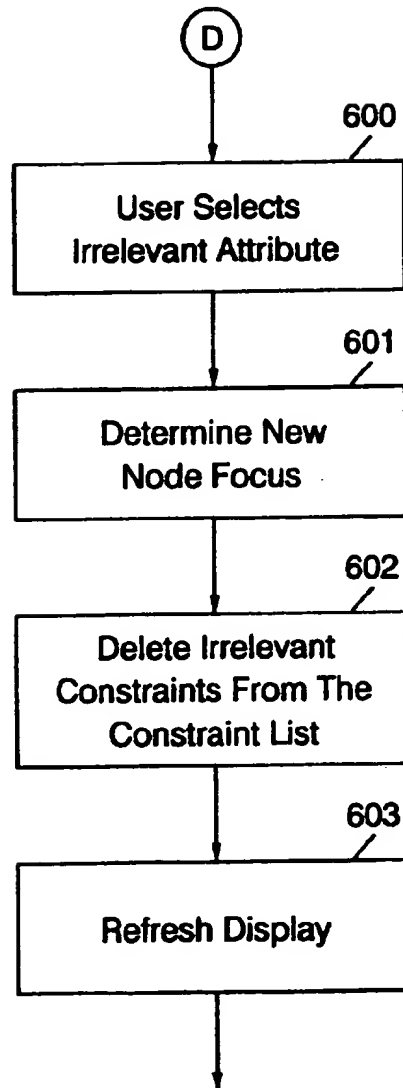 D
600
User Selects
Irrelevant Attribute
601
Determine New
Node Focus
602
Delete Irrelevant
Constraints From The
Constraint List
603
Refresh Display